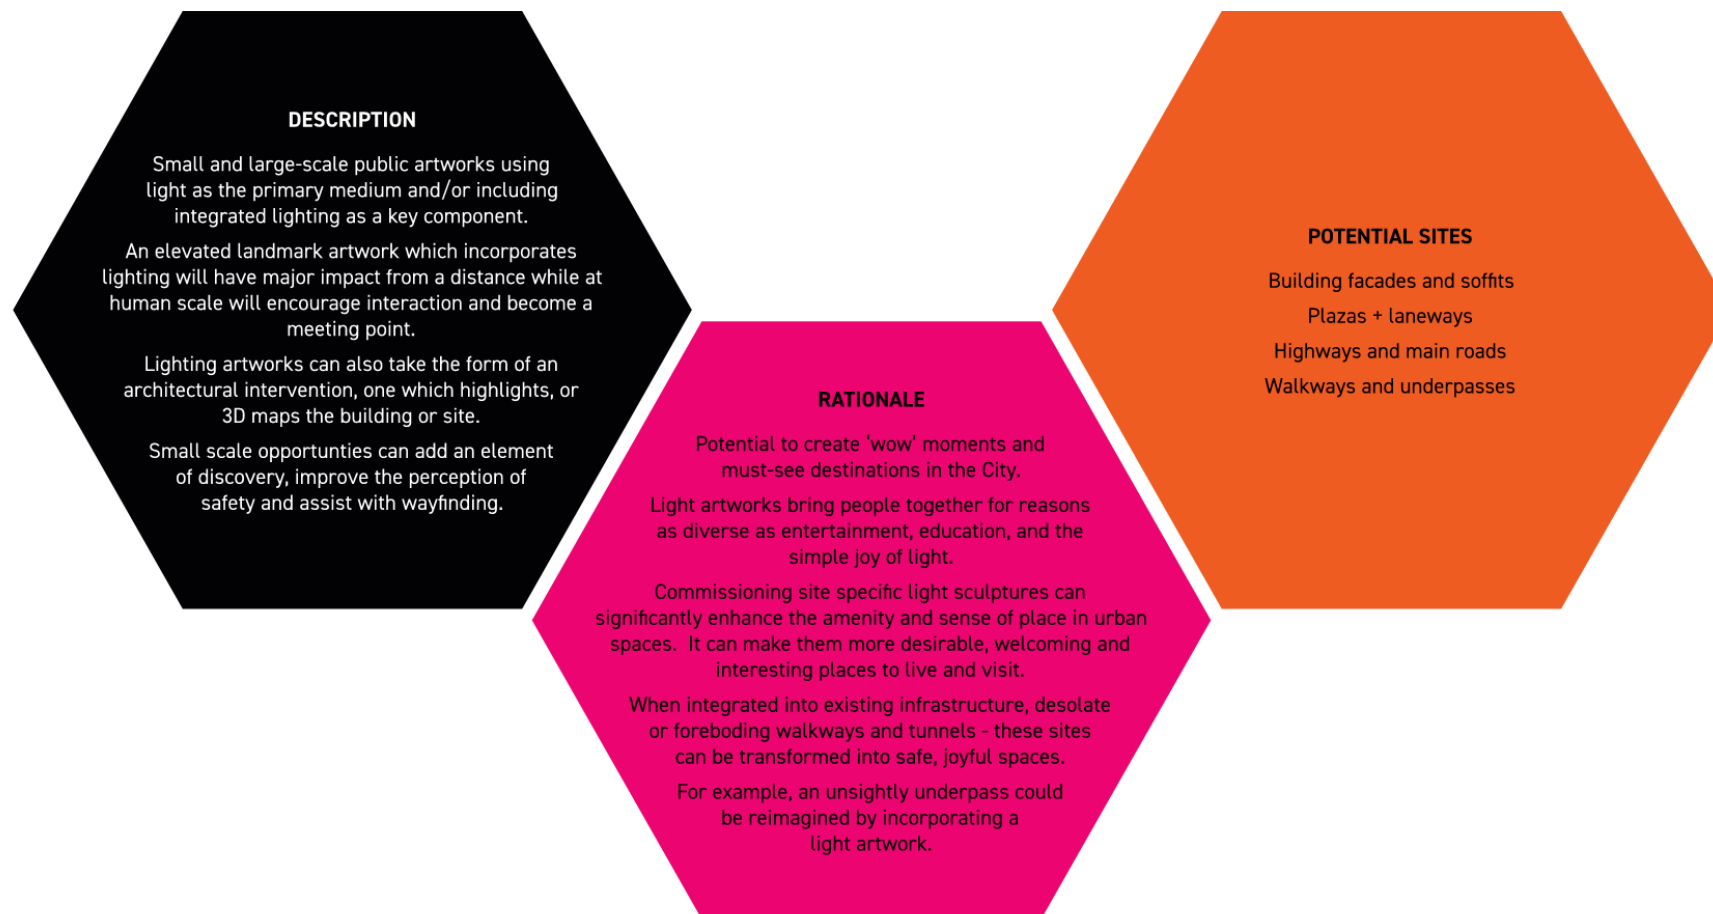 DESCRIPTION
Small and large-scale public artworks using
light as the primary medium and/or including
integrated lighting as a key component.
An elevated landmark artwork which incorporates
lighting will have major impact from a distance while at
human scale will encourage interaction and become a
meeting point.
Lighting artworks can also take the form of an
architectural intervention, one which highlights, or
3D maps the building or site.
Small scale opportunties can add an element
of discovery, improve the perception of
safety and assist with wayfinding.
RATIONALE
Potential to create 'wow' moments and
must-see destinations in the City.
Light artworks bring people together for reasons
as diverse as entertainment, education, and the
simple joy of light.
Commissioning site specific light sculptures can
significantly enhance the amenity and sense of place in urban
spaces.  It can make them more desirable, welcoming and
interesting places to live and visit.
When integrated into existing infrastructure, desolate
or foreboding walkways and tunnels - these sites
can be transformed into safe, joyful spaces.
For example, an unsightly underpass could
be reimagined by incorporating a
light artwork.
POTENTIAL SITES
Building facades and soffits
Plazas + laneways
Highways and main roads
Walkways and underpasses